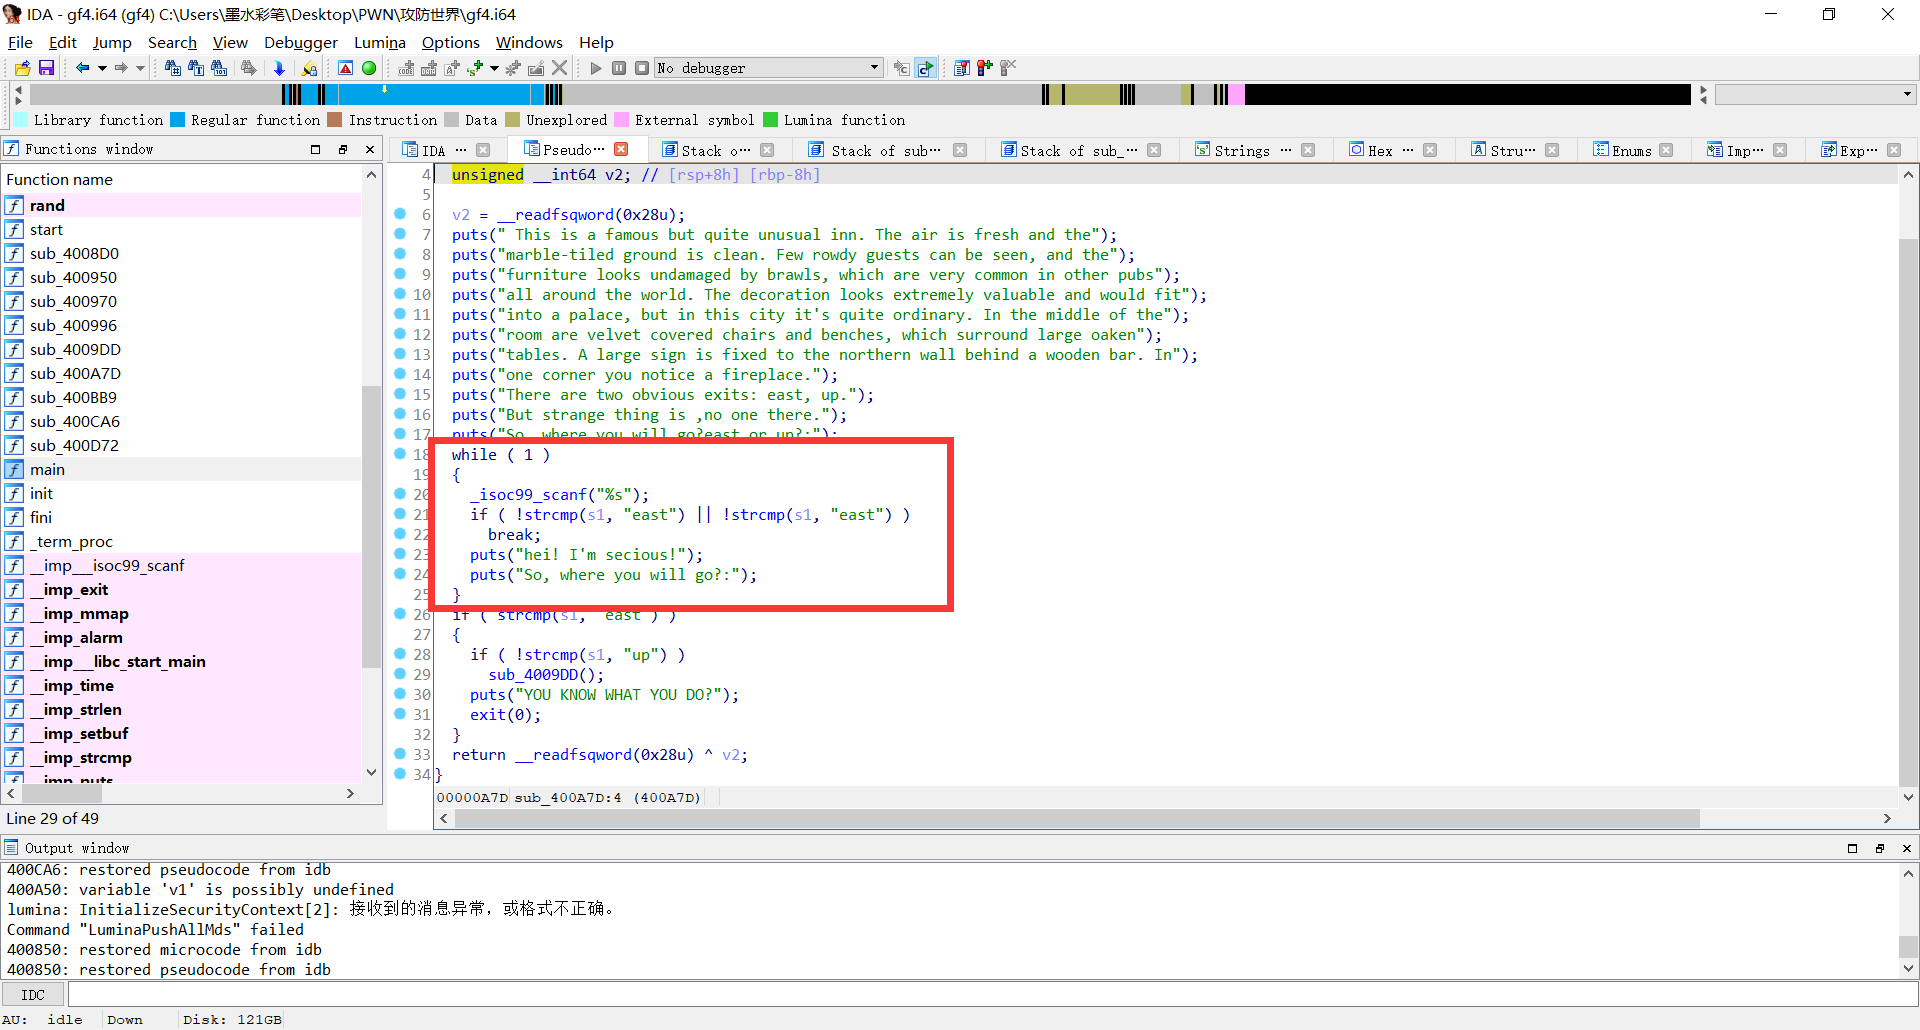 IDA - gf4.i64 (gf4) C:\Users\墨水彩笔\Desktop\PWN\攻防世界\gf4.i64
File Edit Jump Search View Debugger Lumina Options Windows Help
No debugger
Library function Regular function Instruction Data Unexplored External symbol Lumina function
Functions window
IDA ··· Pseudo··· Stack o··· Stack of sub··· Stack of sub_··· Strings ··· Hex ··· Stru··· Enums Imp··· Exp···
Function name
rand
start
sub_4008D0
sub_400950
sub_400970
sub_400996
sub_4009DD
sub_400A7D
sub_400BB9
sub_400CA6
sub_400D72
main
init
fini
_term_proc
__imp___isoc99_scanf
__imp_exit
__imp_mmap
__imp_alarm
__imp___libc_start_main
__imp_time
__imp_strlen
__imp_setbuf
__imp_strcmp
__imp_puts
Line 29 of 49
4 unsigned __int64 v2; // [rsp+8h] [rbp-8h]
5
6 v2 = __readfsqword(0x28u);
7 puts(" This is a famous but quite unusual inn. The air is fresh and the");
8 puts("marble-tiled ground is clean. Few rowdy guests can be seen, and the");
9 puts("furniture looks undamaged by brawls, which are very common in other pubs");
10 puts("all around the world. The decoration looks extremely valuable and would fit");
11 puts("into a palace, but in this city it's quite ordinary. In the middle of the");
12 puts("room are velvet covered chairs and benches, which surround large oaken");
13 puts("tables. A large sign is fixed to the northern wall behind a wooden bar. In");
14 puts("one corner you notice a fireplace.");
15 puts("There are two obvious exits: east, up.");
16 puts("But strange thing is ,no one there.");
17 puts("So, where you will go?east or up?:");
18 while ( 1 )
19 {
20 _isoc99_scanf("%s");
21 if ( !strcmp(s1, "east") || !strcmp(s1, "east") )
22 break;
23 puts("hei! I'm secious!");
24 puts("So, where you will go?:");
25 }
26 if ( strcmp(s1, "east") )
27 {
28 if ( !strcmp(s1, "up") )
29 sub_4009DD();
30 puts("YOU KNOW WHAT YOU DO?");
31 exit(0);
32 }
33 return __readfsqword(0x28u) ^ v2;
34 }
00000A7D sub_400A7D:4 (400A7D)
Output window
400CA6: restored pseudocode from idb
400A50: variable 'v1' is possibly undefined
lumina: InitializeSecurityContext[2]: 接收到的消息异常，或格式不正确。
Command "LuminaPushAllMds" failed
400850: restored microcode from idb
400850: restored pseudocode from idb
IDC
AU: idle Down Disk: 121GB